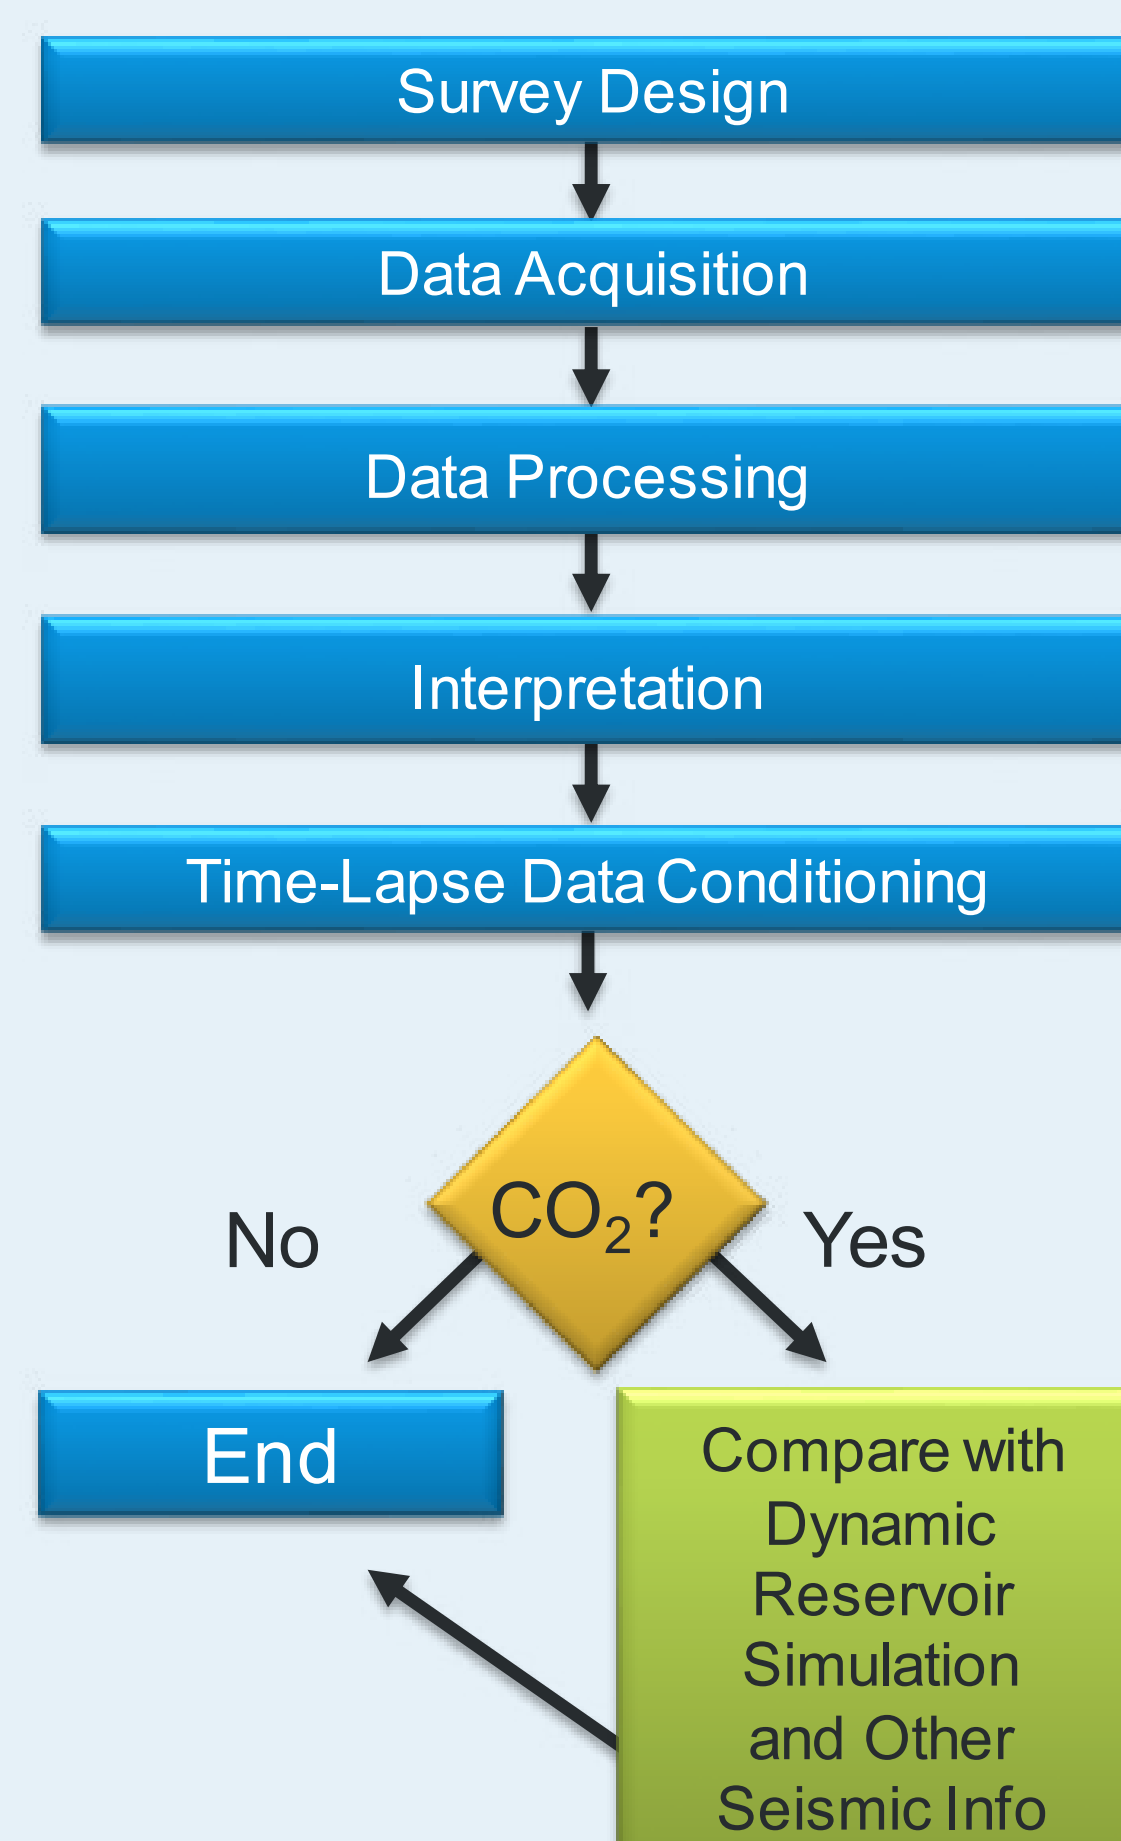 Survey Design
Data Acquisition
Data Processing
Interpretation
Time-Lapse Data Conditioning
CO₂?
No
Yes
End
Compare with
Dynamic
Reservoir
Simulation
and Other
Seismic Info